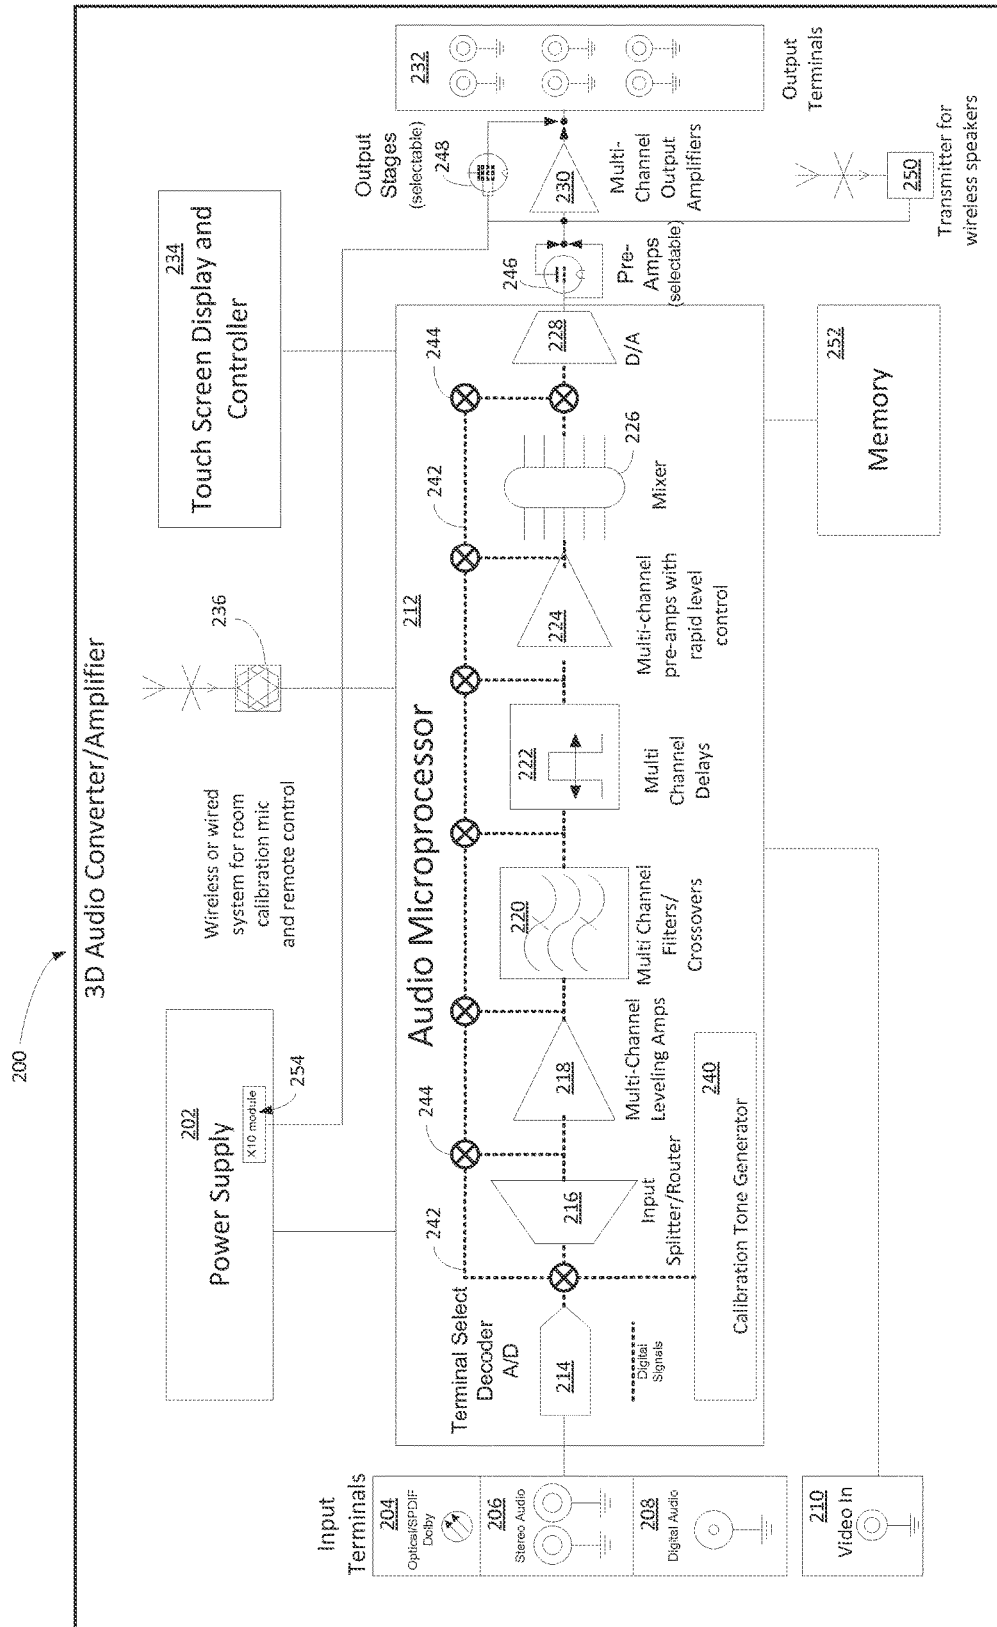 200
3D Audio Converter/Amplifier
202
Power Supply
X10 module
254
Wireless or wired
system for room
calibration mic
and remote control
236
234
Touch Screen Display and
Controller
Input
Terminals
204
Optical/SPDIF
Dolby
206
Stereo Audio
208
Digital Audio
210
Video In
212
Audio Microprocessor
Terminal Select
Decoder
A/D
214
242
244
216
Input
Splitter/Router
218
Multi-Channel
Leveling Amps
220
Multi Channel
Filters/
Crossovers
222
Multi
Channel
Delays
224
Multi-channel
pre-amps with
rapid level
control
242
244
226
Mixer
228
D/A
Digital
Signals
240
Calibration Tone Generator
246
Pre-
Amps
(selectable)
Output
Stages
(selectable)
248
230
Multi-
Channel
Output
Amplifiers
232
Output
Terminals
250
Transmitter for
wireless speakers
252
Memory